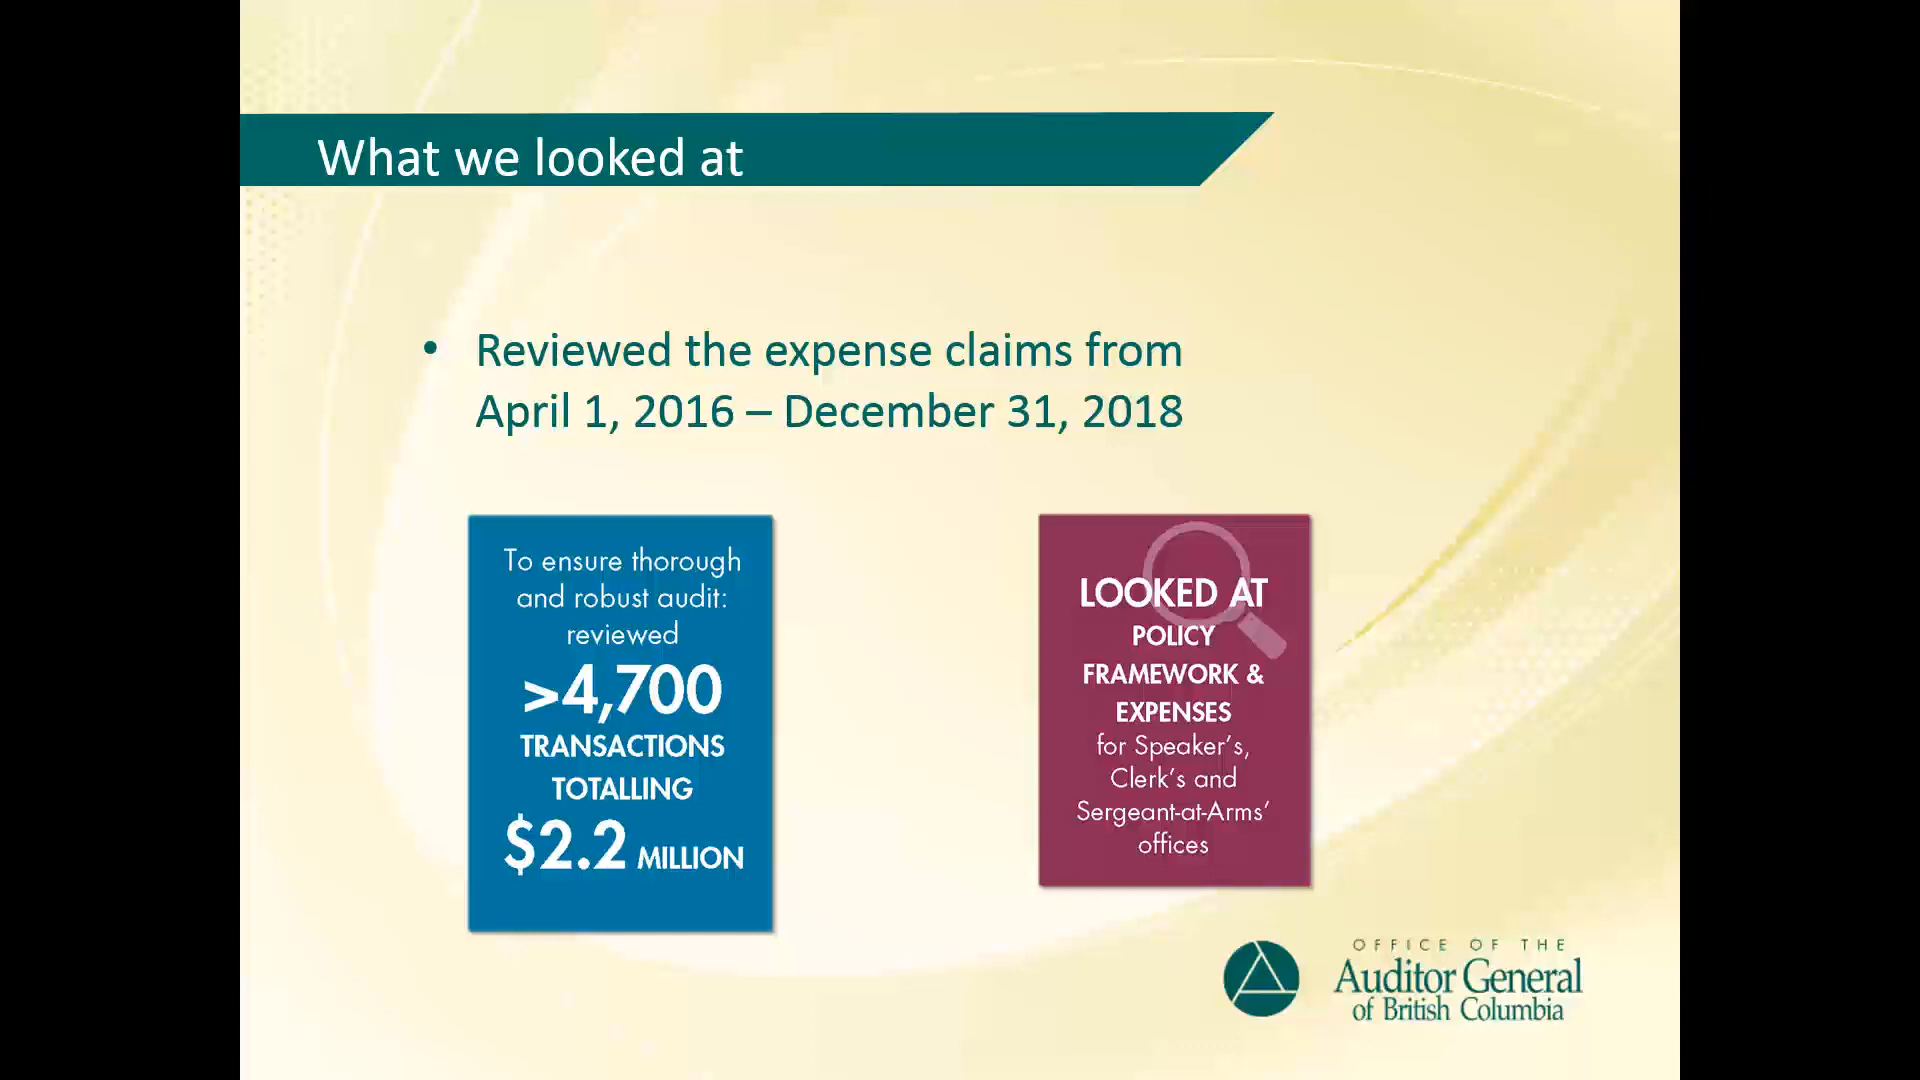 What we looked at
• Reviewed the expense claims from
April 1, 2016 – December 31, 2018
To ensure thorough
and robust audit:
reviewed
>4,700
TRANSACTIONS
TOTALLING
$2.2 MILLION
LOOKED AT
POLICY
FRAMEWORK &
EXPENSES
for Speaker's,
Clerk's and
Sergeant-at-Arms'
offices
OFFICE OF THE
Auditor General
of British Columbia